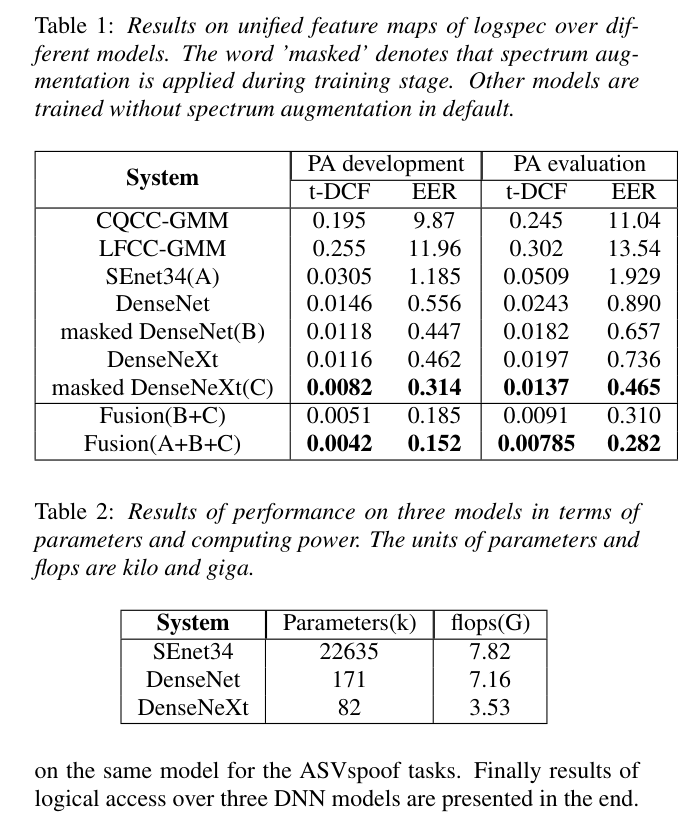 Table 1: Results on unified feature maps of logspec over dif-
ferent models. The word 'masked' denotes that spectrum aug-
mentation is applied during training stage. Other models are
trained without spectrum augmentation in default.
System PA development PA evaluation
t-DCF EER t-DCF EER
CQCC-GMM 0.195 9.87 0.245 11.04
LFCC-GMM 0.255 11.96 0.302 13.54
SEnet34(A) 0.0305 1.185 0.0509 1.929
DenseNet 0.0146 0.556 0.0243 0.890
masked DenseNet(B) 0.0118 0.447 0.0182 0.657
DenseNeXt 0.0116 0.462 0.0197 0.736
masked DenseNeXt(C) 0.0082 0.314 0.0137 0.465
Fusion(B+C) 0.0051 0.185 0.0091 0.310
Fusion(A+B+C) 0.0042 0.152 0.00785 0.282
Table 2: Results of performance on three models in terms of
parameters and computing power. The units of parameters and
flops are kilo and giga.
System Parameters(k) flops(G)
SEnet34 22635 7.82
DenseNet 171 7.16
DenseNeXt 82 3.53
on the same model for the ASVspoof tasks. Finally results of
logical access over three DNN models are presented in the end.